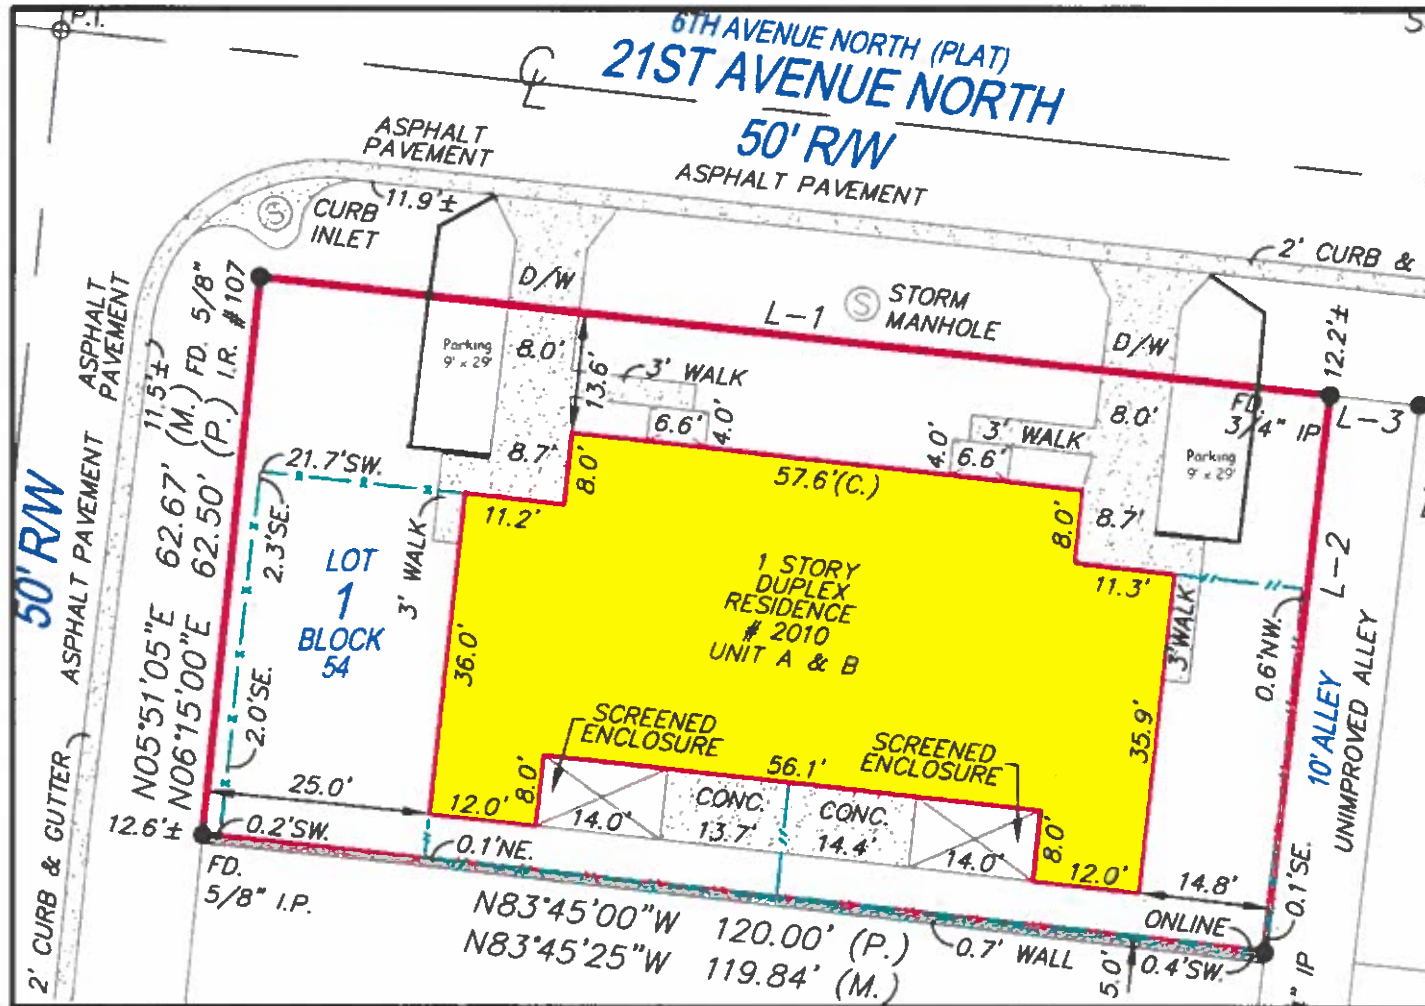 P.I.
6TH AVENUE NORTH (PLAT)
21ST AVENUE NORTH
50' R/W
ASPHALT PAVEMENT
℄
ASPHALT
PAVEMENT
11.9'±
S
CURB
INLET
2' CURB &
D/W
L-1
S
STORM
MANHOLE
D/W
12.2'±
FD. 5/8"
I.R. #107
ASPHALT
PAVEMENT
11.5'±
Parking
9' x 29'
8.0'
13.6'
3' WALK
6.6'
4.0'
8.7'
8.0'
4.0'
3' WALK
6.6'
8.0'
FD.
3/4" IP
L-3
Parking
9' x 29'
57.6'(C.)
8.0'
8.7'
21.7'SW.
11.2'
2.3'SE.
3' WALK
11.3'
L-2
50' R/W
ASPHALT PAVEMENT
N05°51'05"E 62.67' (M.)
N06°15'00"E 62.50' (P.)
LOT
1
BLOCK
54
1 STORY
DUPLEX
RESIDENCE
# 2010
UNIT A & B
3'WALK
0.6'NW.
10'ALLEY
UNIMPROVED ALLEY
36.0'
35.9'
2.0'SE.
SCREENED
ENCLOSURE
SCREENED
ENCLOSURE
56.1'
25.0'
12.0'
8.0'
14.0'
CONC.
13.7'
CONC.
14.4'
14.0'
8.0'
12.0'
14.8'
2' CURB & GUTTER
12.6'±
0.2'SW.
0.1'NE.
FD.
5/8" I.P.
N83°45'00"W 120.00' (P.)
N83°45'25"W 119.84' (M.)
0.7' WALL
5.0'
ONLINE
0.4'SW.
0.1'SE.
" IP